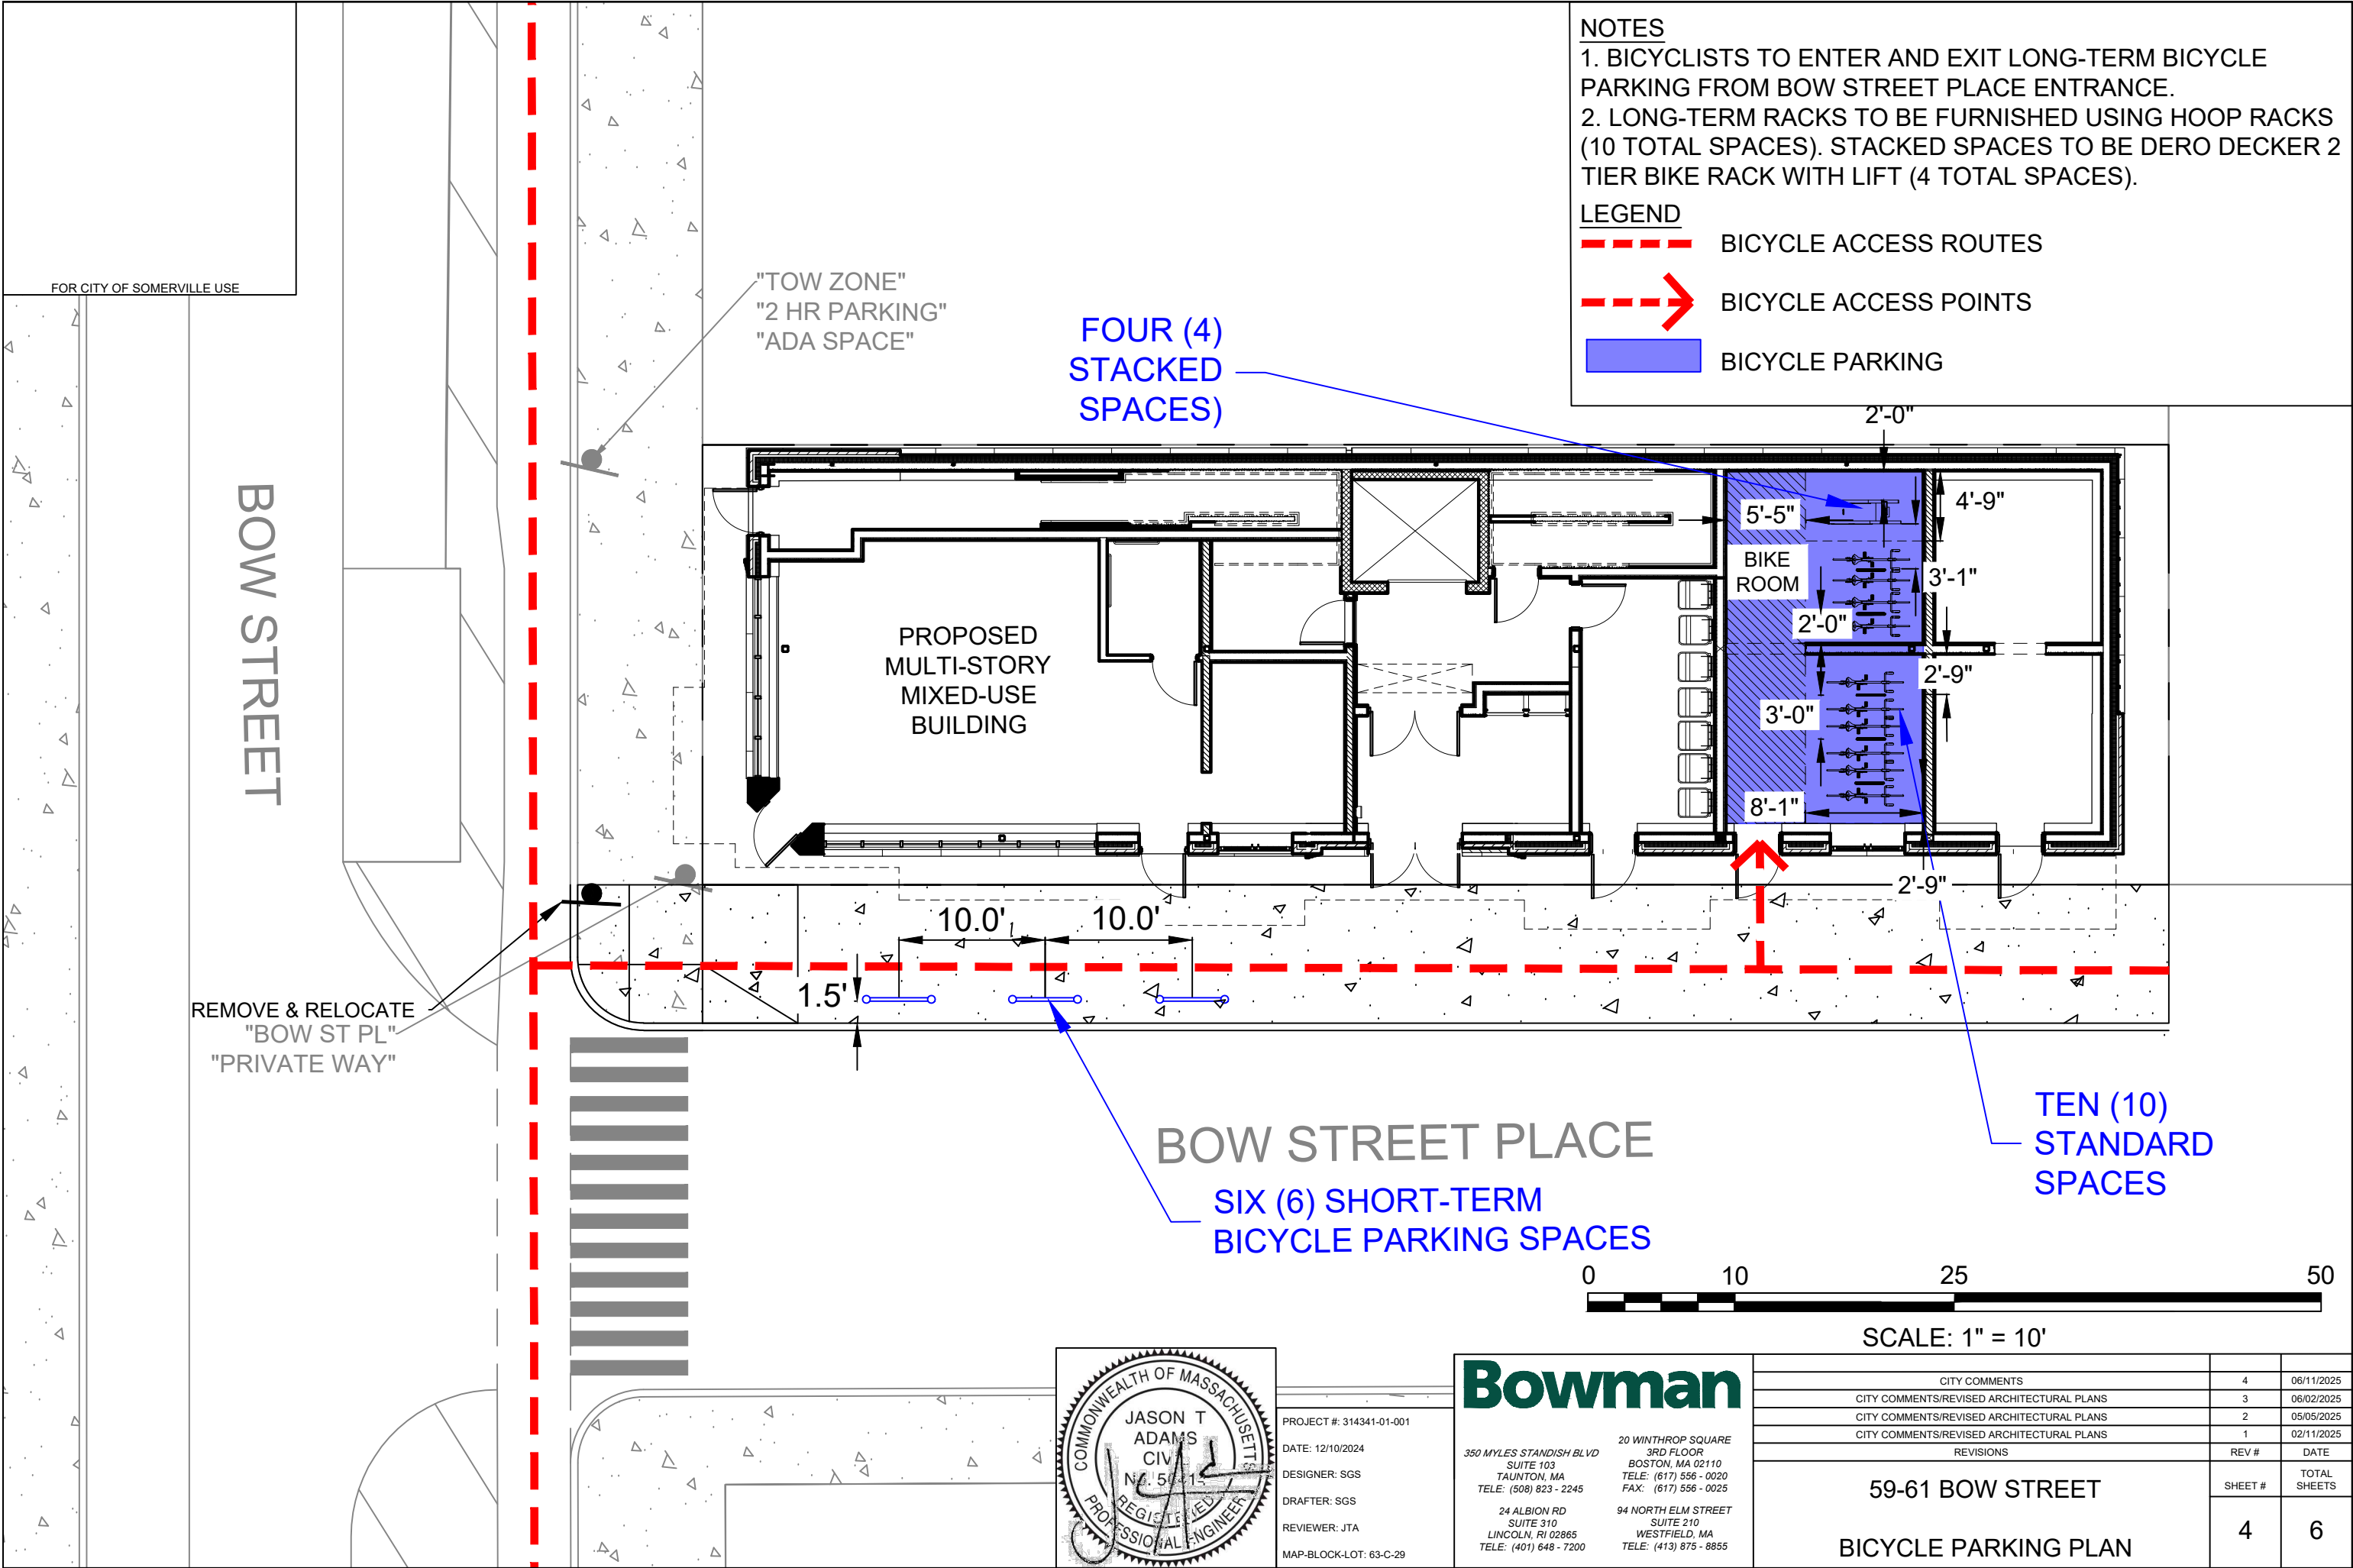 NOTES
1. BICYCLISTS TO ENTER AND EXIT LONG-TERM BICYCLE
PARKING FROM BOW STREET PLACE ENTRANCE.
2. LONG-TERM RACKS TO BE FURNISHED USING HOOP RACKS
(10 TOTAL SPACES). STACKED SPACES TO BE DERO DECKER 2
TIER BIKE RACK WITH LIFT (4 TOTAL SPACES).
LEGEND
BICYCLE ACCESS ROUTES
BICYCLE ACCESS POINTS
BICYCLE PARKING
FOR CITY OF SOMERVILLE USE
"TOW ZONE"
"2 HR PARKING"
"ADA SPACE"
FOUR (4)
STACKED
SPACES)
2'-0"
4'-9"
5'-5"
BIKE
ROOM
3'-1"
2'-0"
2'-9"
3'-0"
8'-1"
2'-9"
BOW STREET
PROPOSED
MULTI-STORY
MIXED-USE
BUILDING
10.0'
10.0'
1.5'
REMOVE & RELOCATE
"BOW ST PL"
"PRIVATE WAY"
BOW STREET PLACE
SIX (6) SHORT-TERM
BICYCLE PARKING SPACES
TEN (10)
STANDARD
SPACES
0 10 25 50
SCALE: 1" = 10'
COMMONWEALTH OF MASSACHUSETTS
JASON T
ADAMS
CIVIL
REGISTERED
PROFESSIONAL ENGINEER
PROJECT #: 314341-01-001
DATE: 12/10/2024
DESIGNER: SGS
DRAFTER: SGS
REVIEWER: JTA
MAP-BLOCK-LOT: 63-C-29
Bowman
350 MYLES STANDISH BLVD
SUITE 103
TAUNTON, MA
TELE: (508) 823 - 2245
20 WINTHROP SQUARE
3RD FLOOR
BOSTON, MA 02110
TELE: (617) 556 - 0020
FAX: (617) 556 - 0025
24 ALBION RD
SUITE 310
LINCOLN, RI 02865
TELE: (401) 648 - 7200
94 NORTH ELM STREET
SUITE 210
WESTFIELD, MA
TELE: (413) 875 - 8855
CITY COMMENTS 4 06/11/2025
CITY COMMENTS/REVISED ARCHITECTURAL PLANS 3 06/02/2025
CITY COMMENTS/REVISED ARCHITECTURAL PLANS 2 05/05/2025
CITY COMMENTS/REVISED ARCHITECTURAL PLANS 1 02/11/2025
REVISIONS REV # DATE
59-61 BOW STREET
BICYCLE PARKING PLAN
SHEET #
TOTAL
SHEETS
4 6